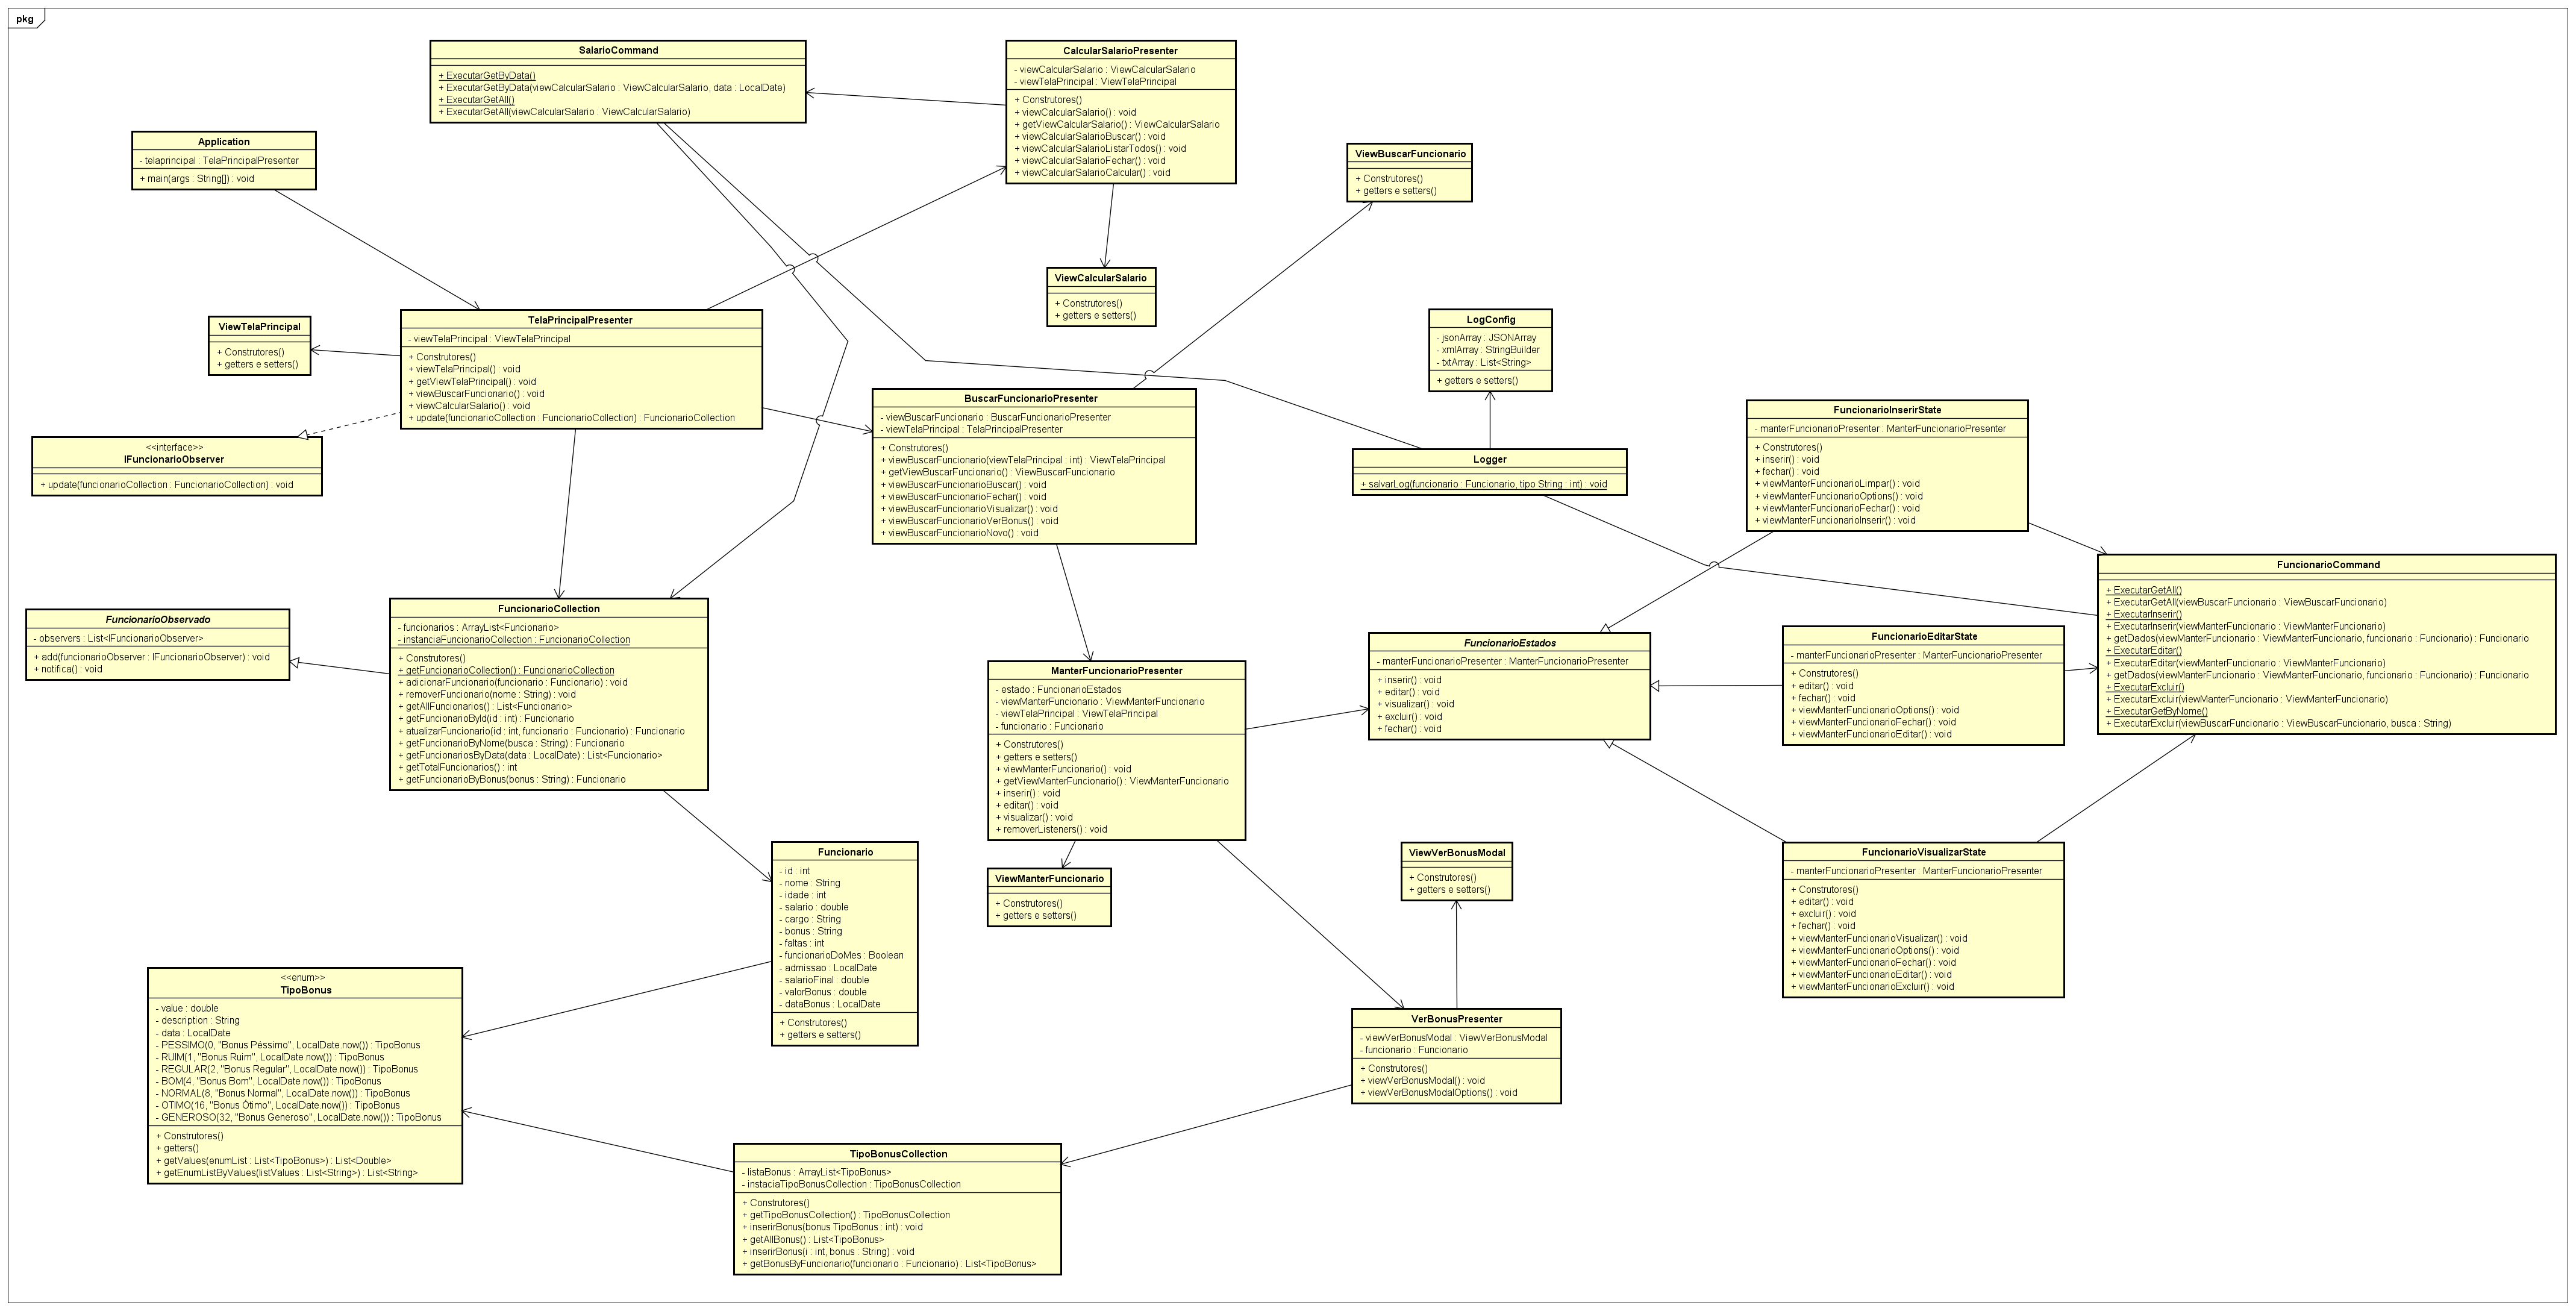 pkg
SalarioCommand
+ ExecutarGetByData()
+ ExecutarGetByData(viewCalcularSalario : ViewCalcularSalario, data : LocalDate)
+ ExecutarGetAll()
+ ExecutarGetAll(viewCalcularSalario : ViewCalcularSalario)
CalcularSalarioPresenter
- viewCalcularSalario : ViewCalcularSalario
- viewTelaPrincipal : ViewTelaPrincipal
+ Construtores()
+ viewCalcularSalario() : void
+ getViewCalcularSalario() : ViewCalcularSalario
+ viewCalcularSalarioBuscar() : void
+ viewCalcularSalarioListarTodos() : void
+ viewCalcularSalarioFechar() : void
+ viewCalcularSalarioCalcular() : void
Application
- telaprincipal : TelaPrincipalPresenter
+ main(args : String[]) : void
ViewBuscarFuncionario
+ Construtores()
+ getters e setters()
ViewCalcularSalario
+ Construtores()
+ getters e setters()
ViewTelaPrincipal
+ Construtores()
+ getters e setters()
TelaPrincipalPresenter
- viewTelaPrincipal : ViewTelaPrincipal
+ Construtores()
+ viewTelaPrincipal() : void
+ getViewTelaPrincipal() : void
+ viewBuscarFuncionario() : void
+ viewCalcularSalario() : void
+ update(funcionarioCollection : FuncionarioCollection) : FuncionarioCollection
LogConfig
- jsonArray : JSONArray
- xmlArray : StringBuilder
- txtArray : List<String>
+ getters e setters()
BuscarFuncionarioPresenter
- viewBuscarFuncionario : BuscarFuncionarioPresenter
- viewTelaPrincipal : TelaPrincipalPresenter
+ Construtores()
+ viewBuscarFuncionario(viewTelaPrincipal : int) : ViewTelaPrincipal
+ getViewBuscarFuncionario() : ViewBuscarFuncionario
+ viewBuscarFuncionarioBuscar() : void
+ viewBuscarFuncionarioFechar() : void
+ viewBuscarFuncionarioVisualizar() : void
+ viewBuscarFuncionarioVerBonus() : void
+ viewBuscarFuncionarioNovo() : void
<<interface>>
IFuncionarioObserver
+ update(funcionarioCollection : FuncionarioCollection) : void
Logger
+ salvarLog(funcionario : Funcionario, tipo String : int) : void
FuncionarioInserirState
- manterFuncionarioPresenter : ManterFuncionarioPresenter
+ Construtores()
+ inserir() : void
+ fechar() : void
+ viewManterFuncionarioLimpar() : void
+ viewManterFuncionarioOptions() : void
+ viewManterFuncionarioFechar() : void
+ viewManterFuncionarioInserir() : void
FuncionarioCommand
+ ExecutarGetAll()
+ ExecutarGetAll(viewBuscarFuncionario : ViewBuscarFuncionario)
+ ExecutarInserir()
+ ExecutarInserir(viewManterFuncionario : ViewManterFuncionario)
+ getDados(viewManterFuncionario : ViewManterFuncionario, funcionario : Funcionario) : Funcionario
+ ExecutarEditar()
+ ExecutarEditar(viewManterFuncionario : ViewManterFuncionario)
+ getDados(viewManterFuncionario : ViewManterFuncionario, funcionario : Funcionario) : Funcionario
+ ExecutarExcluir()
+ ExecutarExcluir(viewManterFuncionario : ViewManterFuncionario)
+ ExecutarGetByNome()
+ ExecutarExcluir(viewBuscarFuncionario : ViewBuscarFuncionario, busca : String)
FuncionarioObservado
- observers : List<IFuncionarioObserver>
+ add(funcionarioObserver : IFuncionarioObserver) : void
+ notifica() : void
FuncionarioCollection
- funcionarios : ArrayList<Funcionario>
- instanciaFuncionarioCollection : FuncionarioCollection
+ Construtores()
+ getFuncionarioCollection() : FuncionarioCollection
+ adicionarFuncionario(funcionario : Funcionario) : void
+ removerFuncionario(nome : String) : void
+ getAllFuncionarios() : List<Funcionario>
+ getFuncionarioById(id : int) : Funcionario
+ atualizarFuncionario(id : int, funcionario : Funcionario) : Funcionario
+ getFuncionarioByNome(busca : String) : Funcionario
+ getFuncionariosByData(data : LocalDate) : List<Funcionario>
+ getTotalFuncionarios() : int
+ getFuncionarioByBonus(bonus : String) : Funcionario
FuncionarioEstados
- manterFuncionarioPresenter : ManterFuncionarioPresenter
+ inserir() : void
+ editar() : void
+ visualizar() : void
+ excluir() : void
+ fechar() : void
FuncionarioEditarState
- manterFuncionarioPresenter : ManterFuncionarioPresenter
+ Construtores()
+ editar() : void
+ fechar() : void
+ viewManterFuncionarioOptions() : void
+ viewManterFuncionarioFechar() : void
+ viewManterFuncionarioEditar() : void
ManterFuncionarioPresenter
- estado : FuncionarioEstados
- viewManterFuncionario : ViewManterFuncionario
- viewTelaPrincipal : ViewTelaPrincipal
- funcionario : Funcionario
+ Construtores()
+ getters e setters()
+ viewManterFuncionario() : void
+ getViewManterFuncionario() : ViewManterFuncionario
+ inserir() : void
+ editar() : void
+ visualizar() : void
+ removerListeners() : void
Funcionario
- id : int
- nome : String
- idade : int
- salario : double
- cargo : String
- bonus : String
- faltas : int
- funcionarioDoMes : Boolean
- admissao : LocalDate
- salarioFinal : double
- valorBonus : double
- dataBonus : LocalDate
+ Construtores()
+ getters e setters()
ViewManterFuncionario
+ Construtores()
+ getters e setters()
ViewVerBonusModal
+ Construtores()
+ getters e setters()
FuncionarioVisualizarState
- manterFuncionarioPresenter : ManterFuncionarioPresenter
+ Construtores()
+ editar() : void
+ excluir() : void
+ fechar() : void
+ viewManterFuncionarioVisualizar() : void
+ viewManterFuncionarioOptions() : void
+ viewManterFuncionarioFechar() : void
+ viewManterFuncionarioEditar() : void
+ viewManterFuncionarioExcluir() : void
<<enum>>
TipoBonus
- value : double
- description : String
- data : LocalDate
- PESSIMO(0, "Bonus Péssimo", LocalDate.now()) : TipoBonus
- RUIM(1, "Bonus Ruim", LocalDate.now()) : TipoBonus
- REGULAR(2, "Bonus Regular", LocalDate.now()) : TipoBonus
- BOM(4, "Bonus Bom", LocalDate.now()) : TipoBonus
- NORMAL(8, "Bonus Normal", LocalDate.now()) : TipoBonus
- OTIMO(16, "Bonus Ótimo", LocalDate.now()) : TipoBonus
- GENEROSO(32, "Bonus Generoso", LocalDate.now()) : TipoBonus
+ Construtores()
+ getters()
+ getValues(enumList : List<TipoBonus>) : List<Double>
+ getEnumListByValues(listValues : List<String>) : List<String>
VerBonusPresenter
- viewVerBonusModal : ViewVerBonusModal
- funcionario : Funcionario
+ Construtores()
+ viewVerBonusModal() : void
+ viewVerBonusModalOptions() : void
TipoBonusCollection
- listaBonus : ArrayList<TipoBonus>
- instaciaTipoBonusCollection : TipoBonusCollection
+ Construtores()
+ getTipoBonusCollection() : TipoBonusCollection
+ inserirBonus(bonus TipoBonus : int) : void
+ getAllBonus() : List<TipoBonus>
+ inserirBonus(i : int, bonus : String) : void
+ getBonusByFuncionario(funcionario : Funcionario) : List<TipoBonus>